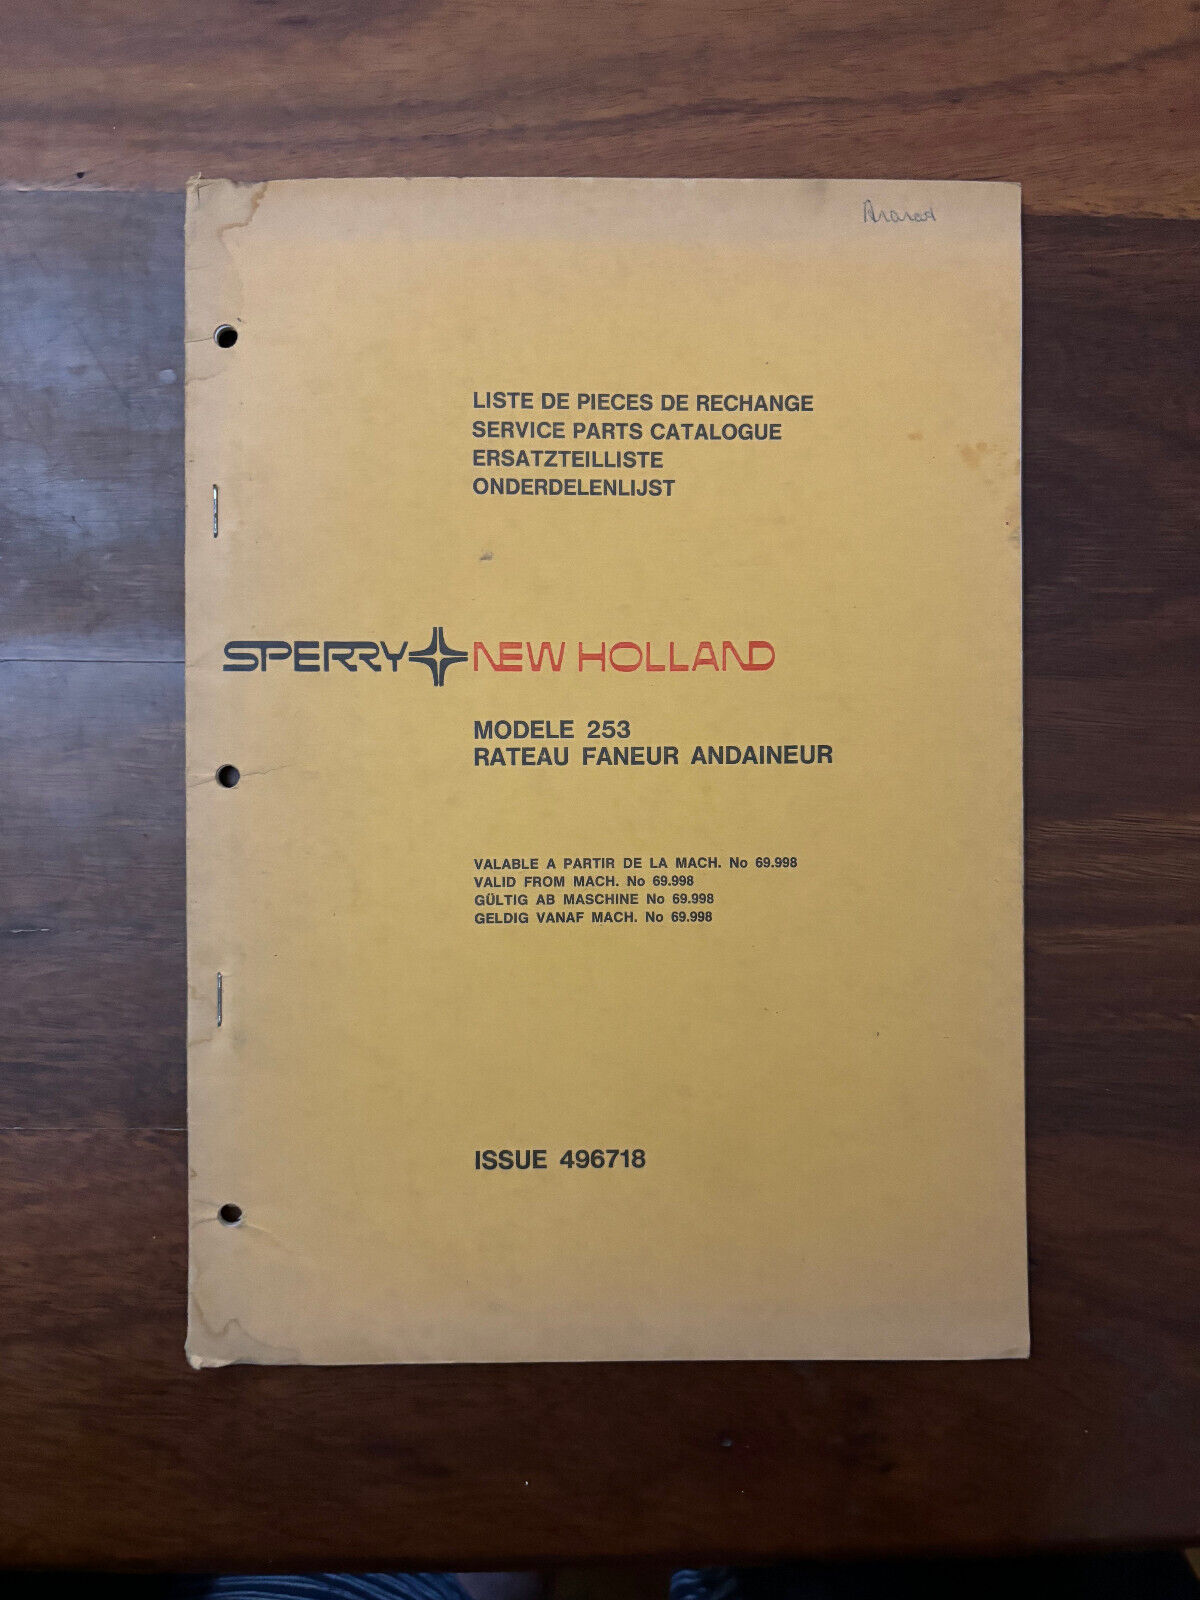 LISTE DE PIECES DE RECHANGE
SERVICE PARTS CATALOGUE
ERSATZTEILLISTE
ONDERDELENLIJST
SPERRY NEW HOLLAND
MODELE 253
RATEAU FANEUR ANDAINEUR
VALABLE A PARTIR DE LA MACH. No 69.998
VALID FROM MACH. No 69.998
GÜLTIG AB MASCHINE No 69.998
GELDIG VANAF MACH. No 69.998
ISSUE 496718